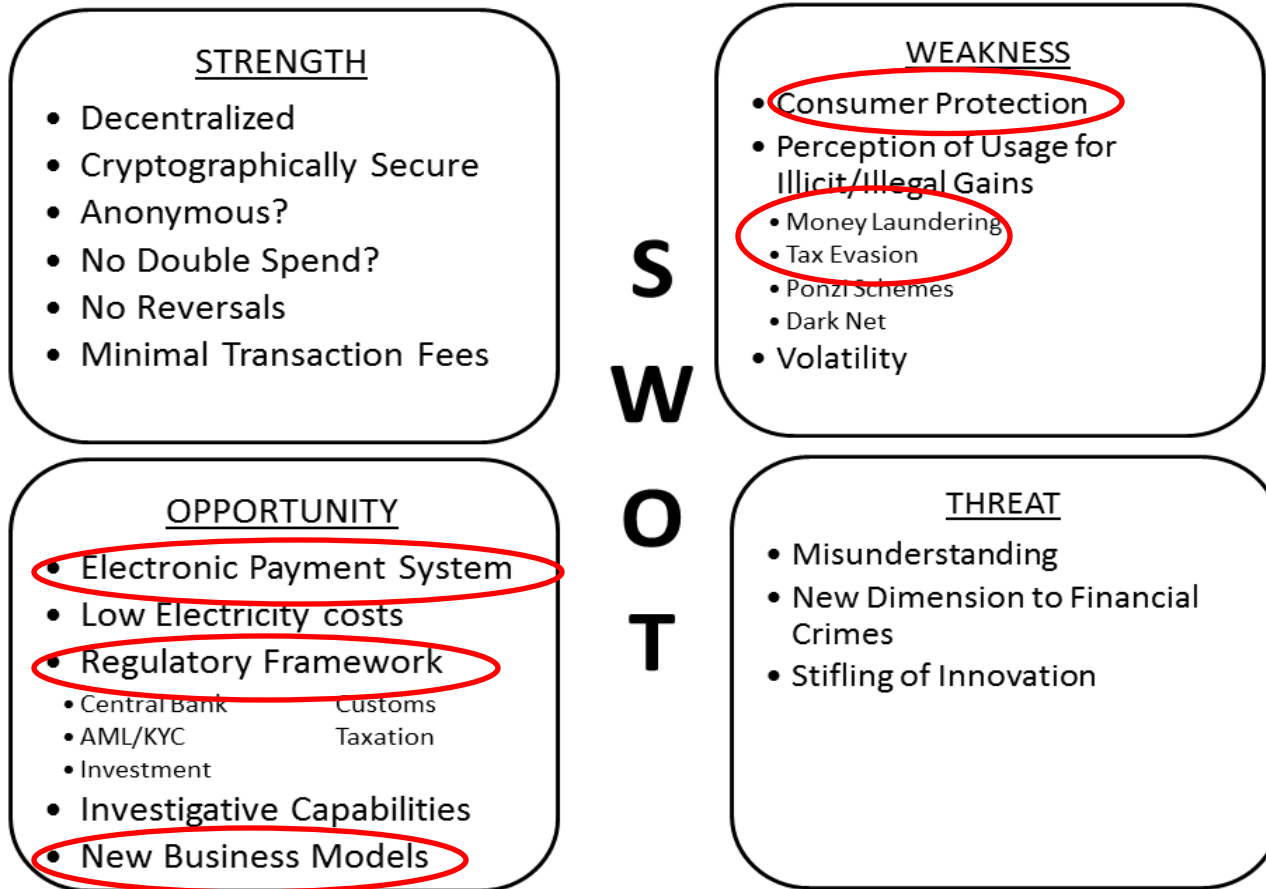 STRENGTH
• Decentralized
• Cryptographically Secure
• Anonymous?
• No Double Spend?
• No Reversals
• Minimal Transaction Fees
WEAKNESS
• Consumer Protection
• Perception of Usage for
Illicit/Illegal Gains
• Money Laundering
• Tax Evasion
• Ponzi Schemes
• Dark Net
• Volatility
S
W
O
T
OPPORTUNITY
• Electronic Payment System
• Low Electricity costs
• Regulatory Framework
• Central Bank Customs
• AML/KYC Taxation
• Investment
• Investigative Capabilities
• New Business Models
THREAT
• Misunderstanding
• New Dimension to Financial
Crimes
• Stifling of Innovation